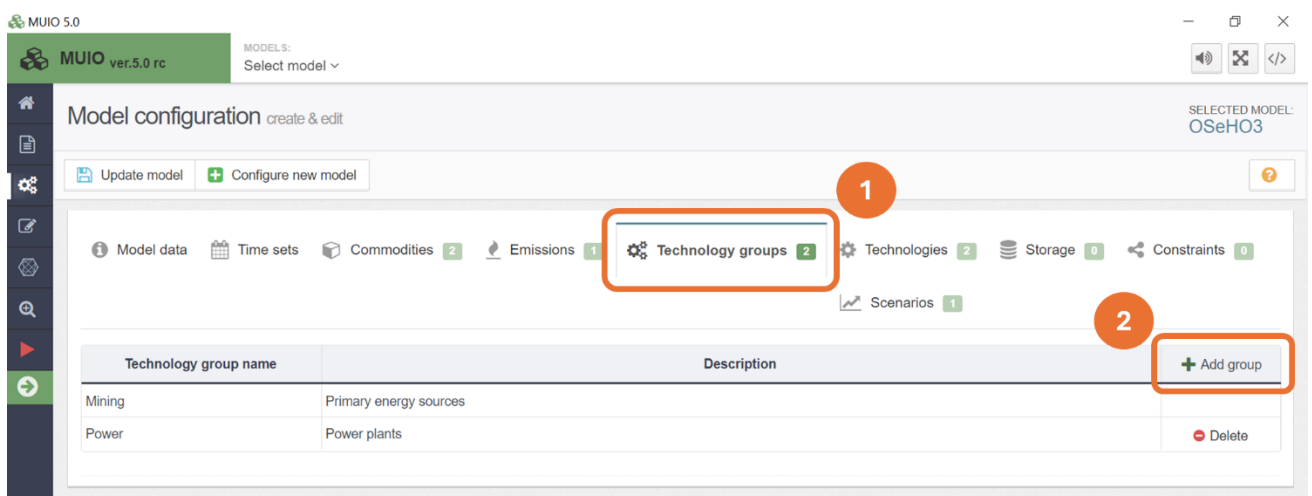 MUIO 5.0
MUIO ver.5.0 rc
MODELS:
Select model
Model configuration create & edit
SELECTED MODEL:
OSeHO3
Update model
Configure new model
1
Model data
Time sets
Commodities 2
Emissions 1
Technology groups 2
Technologies 2
Storage 0
Constraints 0
Scenarios 1
2
Technology group name
Description
Add group
Mining
Primary energy sources
Power
Power plants
Delete